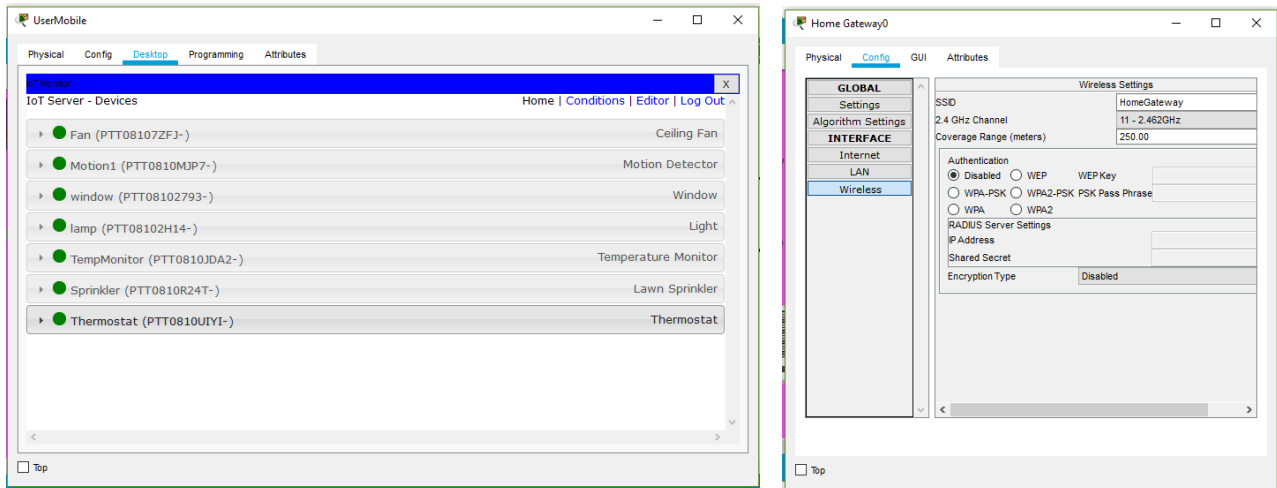 UserMobile
Physical Config Desktop Programming Attributes
IoT Monitor X
IoT Server - Devices Home | Conditions | Editor | Log Out
Fan (PTT08107ZFJ-) Ceiling Fan
Motion1 (PTT0810MJP7-) Motion Detector
window (PTT08102793-) Window
lamp (PTT08102H14-) Light
TempMonitor (PTT0810JDA2-) Temperature Monitor
Sprinkler (PTT0810R24T-) Lawn Sprinkler
Thermostat (PTT0810UIYI-) Thermostat
Top
Home Gateway0
Physical Config GUI Attributes
GLOBAL
Settings
Algorithm Settings
INTERFACE
Internet
LAN
Wireless
Wireless Settings
SSID HomeGateway
2.4 GHz Channel 11 - 2.462GHz
Coverage Range (meters) 250.00
Authentication
Disabled WEP WEP Key
WPA-PSK WPA2-PSK PSK Pass Phrase
WPA WPA2
RADIUS Server Settings
IP Address
Shared Secret
Encryption Type Disabled
Top